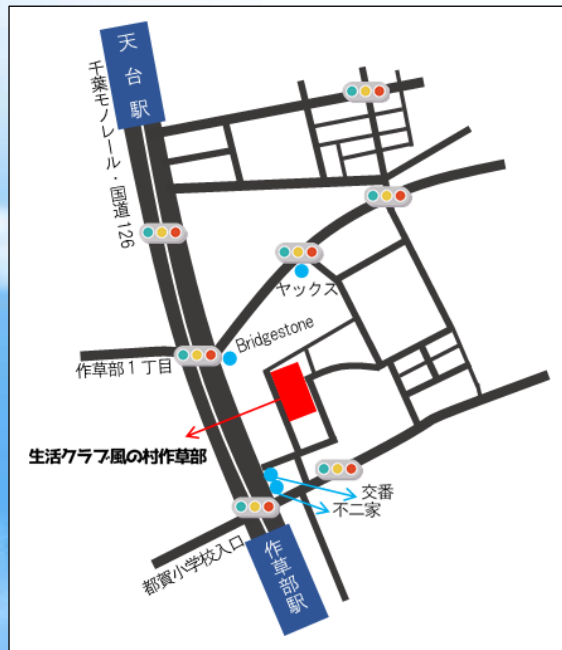 天台駅
千葉モノレール・国道126
ヤックス
Bridgestone
作草部1丁目
生活クラブ風の村作草部
交番
不二家
都賀小学校入口
作草部駅